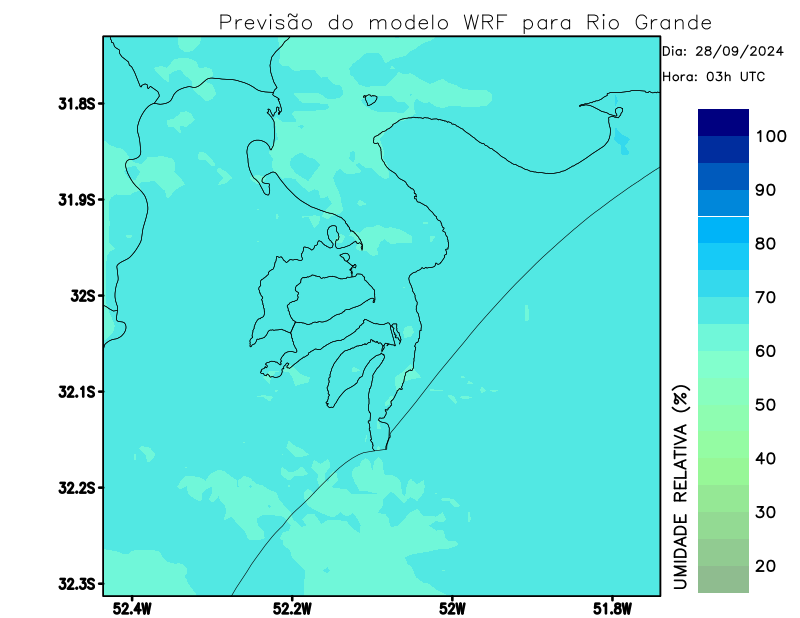 Previsão do modelo WRF para Rio Grande
Dia: 28/09/2024
Hora: 03h UTC
31.8S
31.9S
32S
32.1S
32.2S
32.3S
52.4W
52.2W
52W
51.8W
100
90
80
70
60
50
40
30
20
UMIDADE RELATIVA (%)